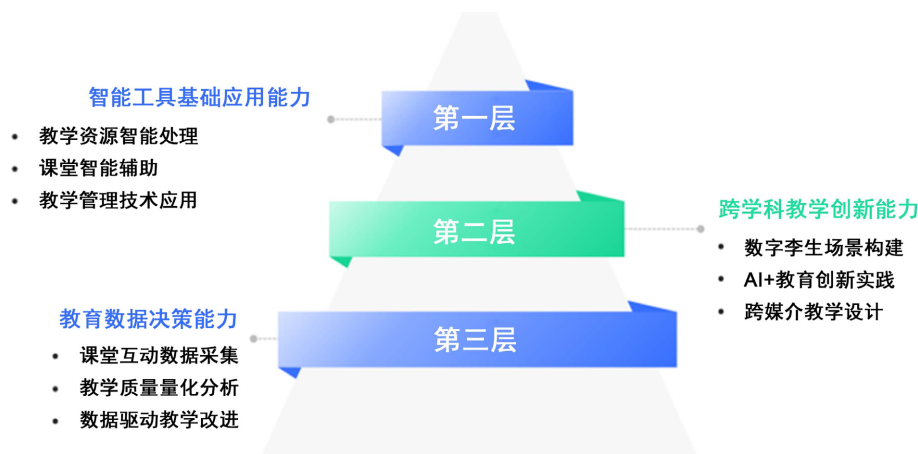 智能工具基础应用能力
• 教学资源智能处理
• 课堂智能辅助
• 教学管理技术应用
第一层
第二层
跨学科教学创新能力
• 数字李生场景构建
• AI+教育创新实践
• 跨媒介教学设计
教育数据决策能力
• 课堂互动数据采集
• 教学质量量化分析
• 数据驱动教学改进
第三层